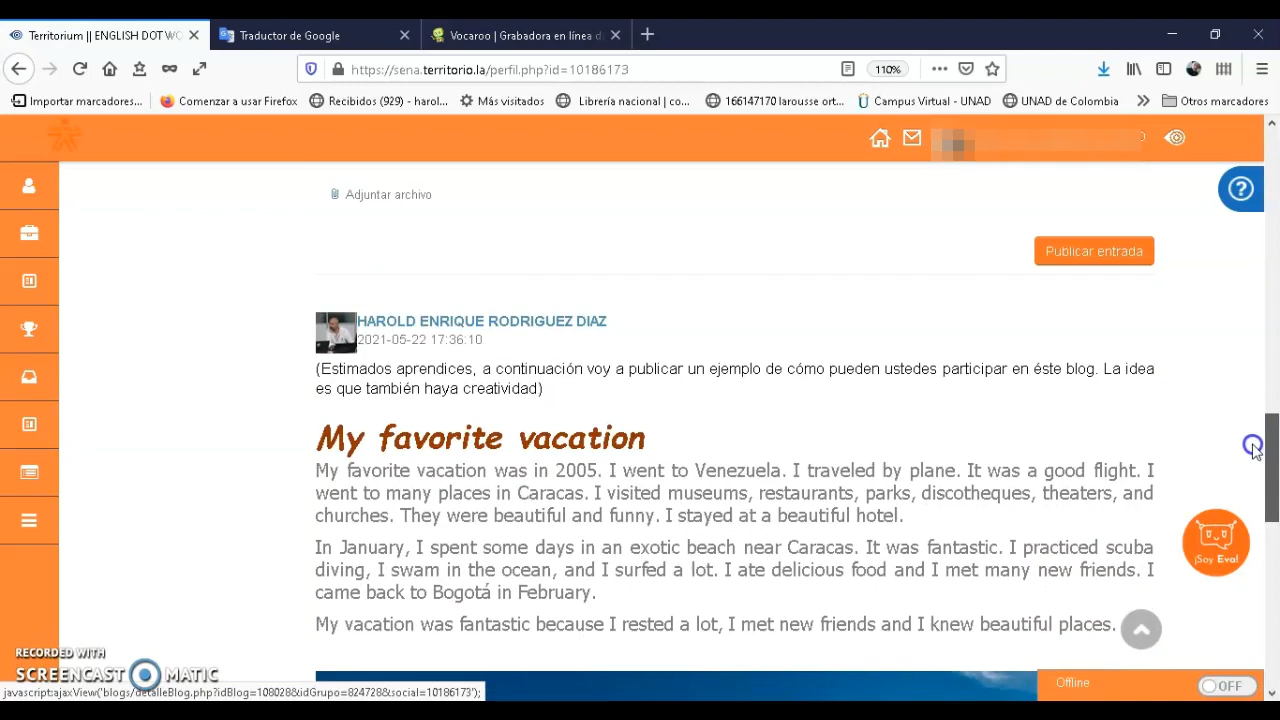 Territorium || ENGLISH DOT WO
Traductor de Google
Vocaroo | Grabadora en línea d
https://sena.territorio.la/perfil.php?id=10186173
110%
Importar marcadores...
Comenzar a usar Firefox
Recibidos (929) - harol...
Más visitados
Librería nacional | co...
166147170 larousse ort...
Campus Virtual - UNAD
UNAD de Colombia
Otros marcadores
Adjuntar archivo
Publicar entrada
HAROLD ENRIQUE RODRIGUEZ DIAZ
2021-05-22 17:36:10
(Estimados aprendices, a continuación voy a publicar un ejemplo de cómo pueden ustedes participar en éste blog. La idea
es que también haya creatividad)
My favorite vacation
My favorite vacation was in 2005. I went to Venezuela. I traveled by plane. It was a good flight. I
went to many places in Caracas. I visited museums, restaurants, parks, discotheques, theaters, and
churches. They were beautiful and funny. I stayed at a beautiful hotel.
In January, I spent some days in an exotic beach near Caracas. It was fantastic. I practiced scuba
diving, I swam in the ocean, and I surfed a lot. I ate delicious food and I met many new friends. I
came back to Bogotá in February.
My vacation was fantastic because I rested a lot, I met new friends and I knew beautiful places.
¡Soy Eva!
RECORDED WITH
SCREENCAST MATIC
javascript:ajaxView('blogs/detalleBlog.php?idBlog=108028&idGrupo=824728&social=10186173');
Offline
OFF